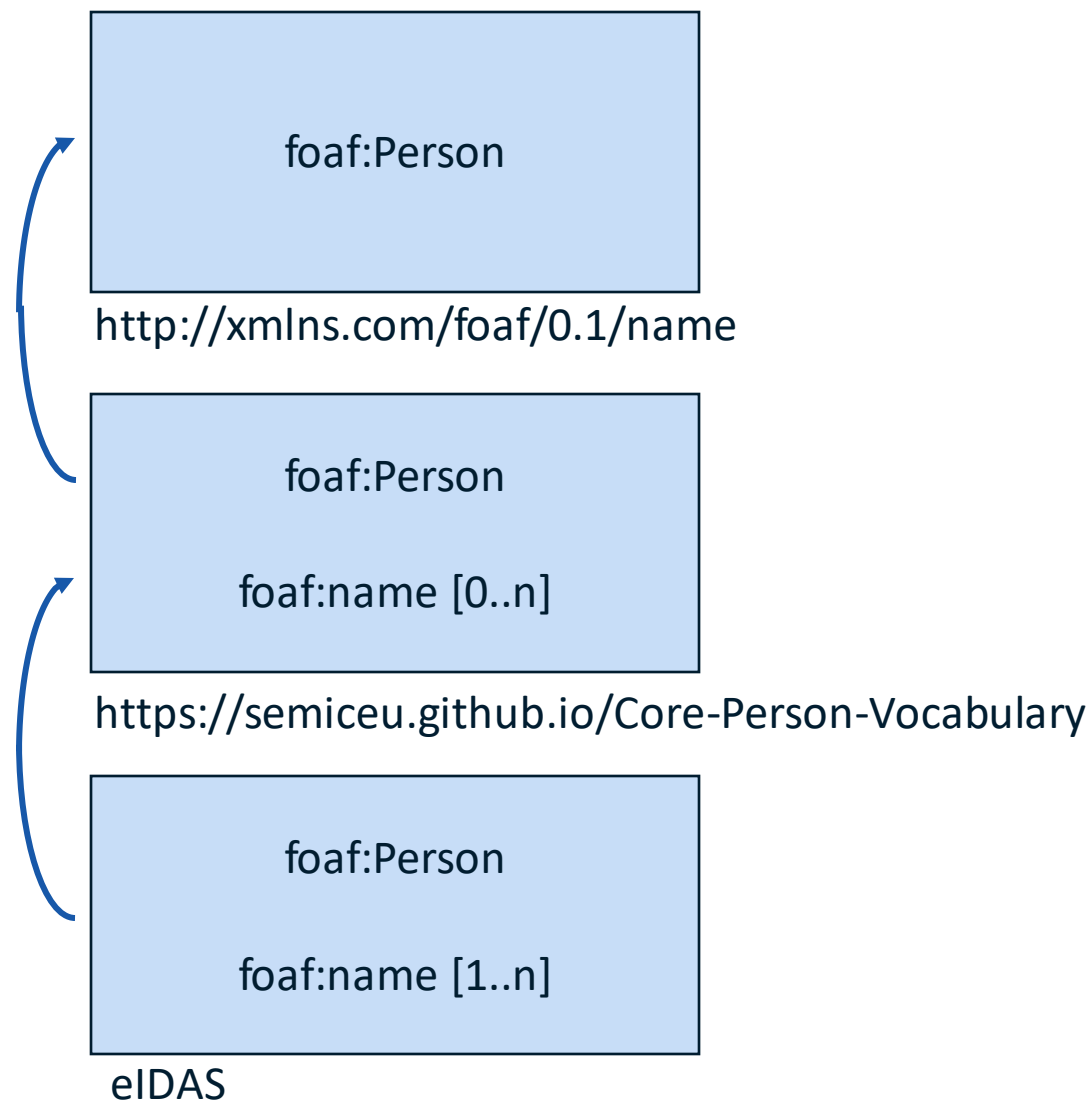 foaf:Person
http://xmlns.com/foaf/0.1/name
foaf:Person
foaf:name [0..n]
https://semiceu.github.io/Core-Person-Vocabulary
foaf:Person
foaf:name [1..n]
eIDAS